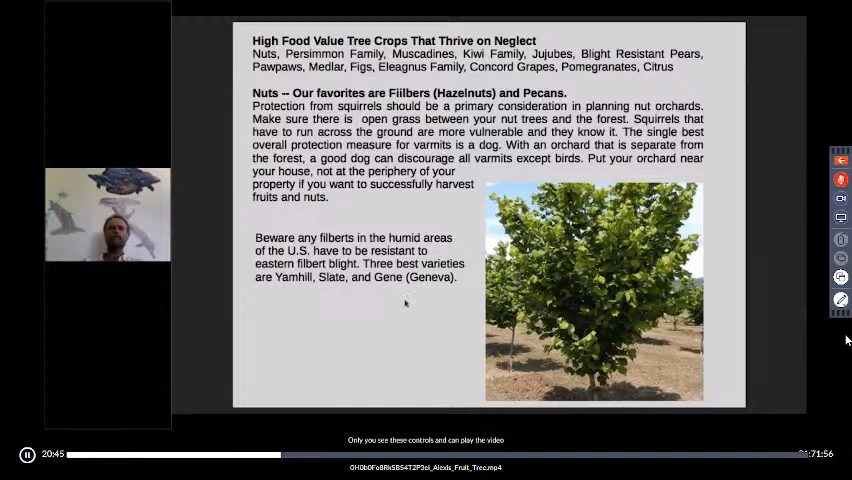 High Food Value Tree Crops That Thrive on Neglect
Nuts, Persimmon Family, Muscadines, Kiwi Family, Jujubes, Blight Resistant Pears,
Pawpaws, Medlar, Figs, Eleagnus Family, Concord Grapes, Pomegranates, Citrus
Nuts -- Our favorites are Fiilbers (Hazelnuts) and Pecans.
Protection from squirrels should be a primary consideration in planning nut orchards.
Make sure there is open grass between your nut trees and the forest. Squirrels that
have to run across the ground are more vulnerable and they know it. The single best
overall protection measure for varmits is a dog. With an orchard that is separate from
the forest, a good dog can discourage all varmits except birds. Put your orchard near
your house, not at the periphery of your
property if you want to successfully harvest
fruits and nuts.
Beware any filberts in the humid areas
of the U.S. have to be resistant to
eastern filbert blight. Three best varieties
are Yamhill, Slate, and Gene (Geneva).
Only you see these controls and can play the video
20:45
71:56